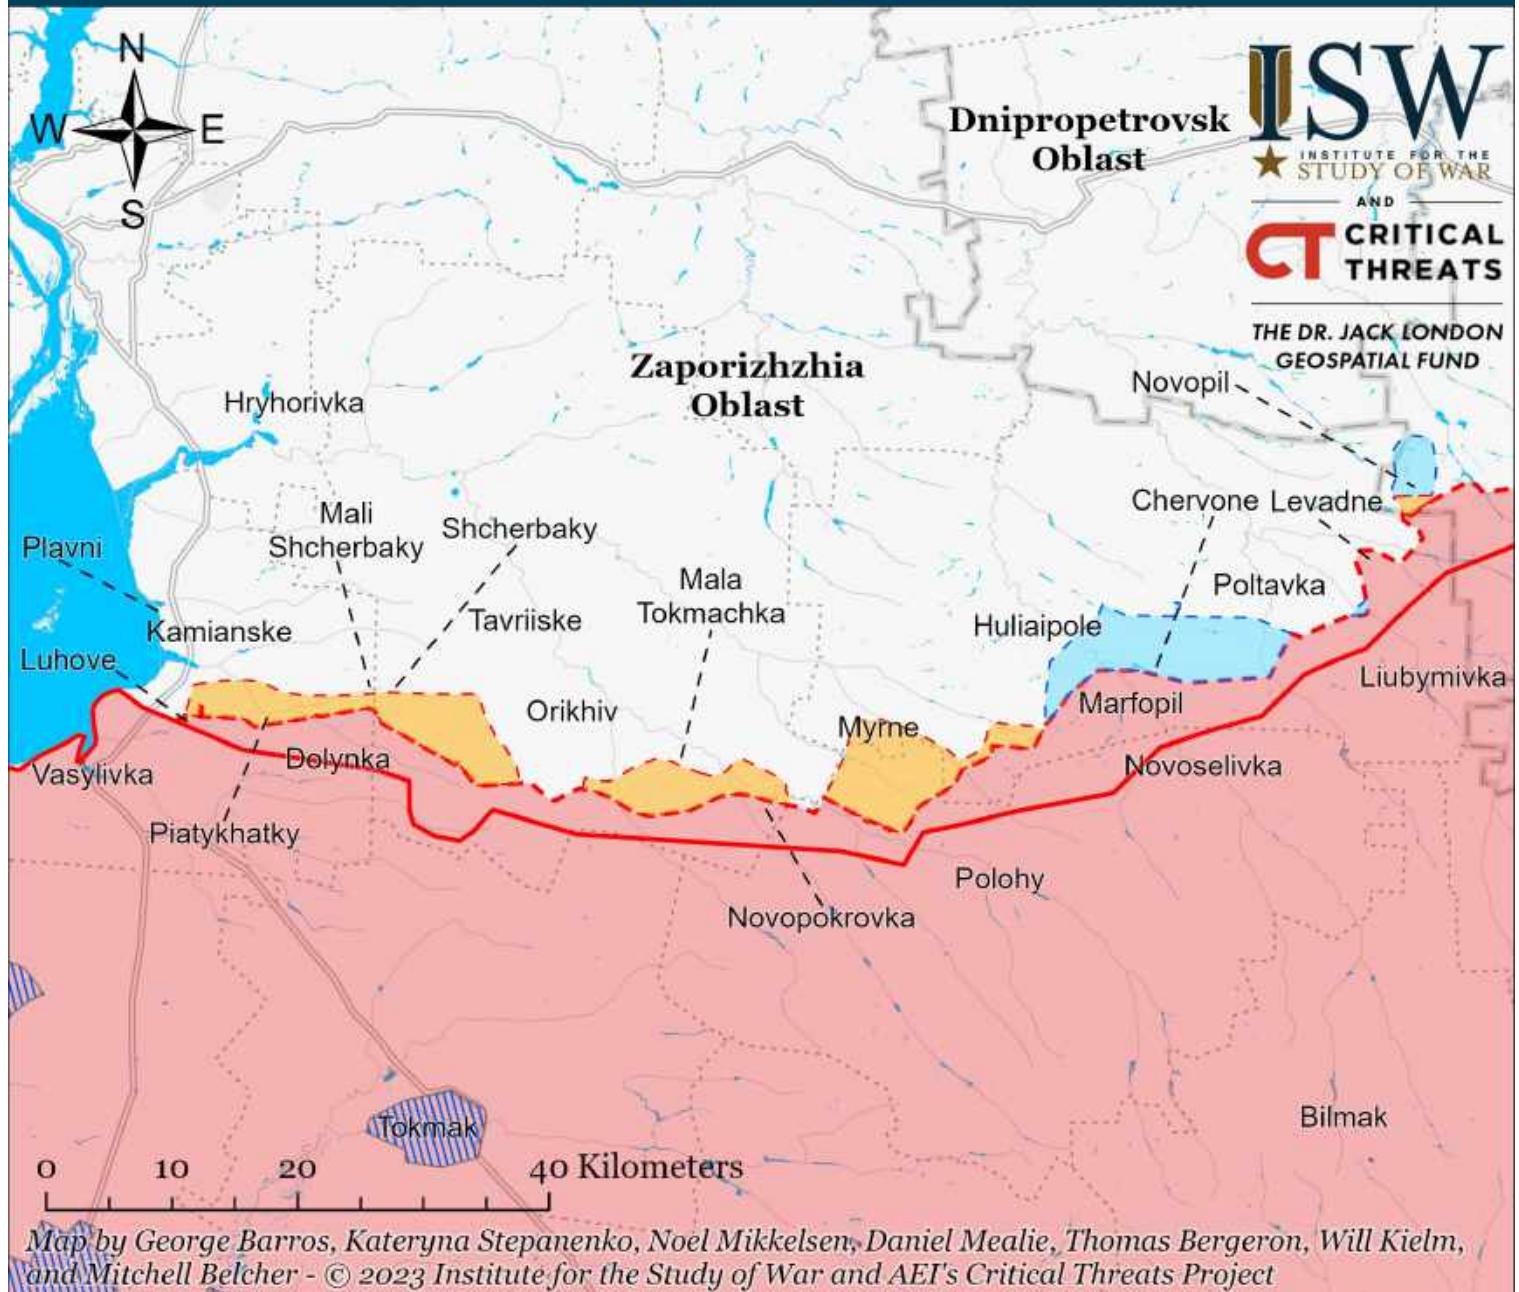 N
W
E
S
Dnipropetrovsk
Oblast
ISW
INSTITUTE FOR THE
STUDY OF WAR
AND
CT CRITICAL
THREATS
THE DR. JACK LONDON
GEOSPATIAL FUND
Zaporizhzhia
Oblast
Novopil
Hryhorivka
Chervone
Levadne
Mali
Shcherbaky
Shcherbaky
Plavni
Mala
Tokmachka
Poltavka
Tavriiske
Huliaipole
Kamianske
Luhove
Liubymivka
Orikhiv
Marfopil
Myrne
Dolynka
Vasylivka
Novoselivka
Piatykhatky
Polohy
Novopokrovka
Tokmak
Bilmak
0 10 20 40 Kilometers
Map by George Barros, Kateryna Stepanenko, Noel Mikkelsen, Daniel Mealie, Thomas Bergeron, Will Kielm,
and Mitchell Belcher - © 2023 Institute for the Study of War and AEI's Critical Threats Project